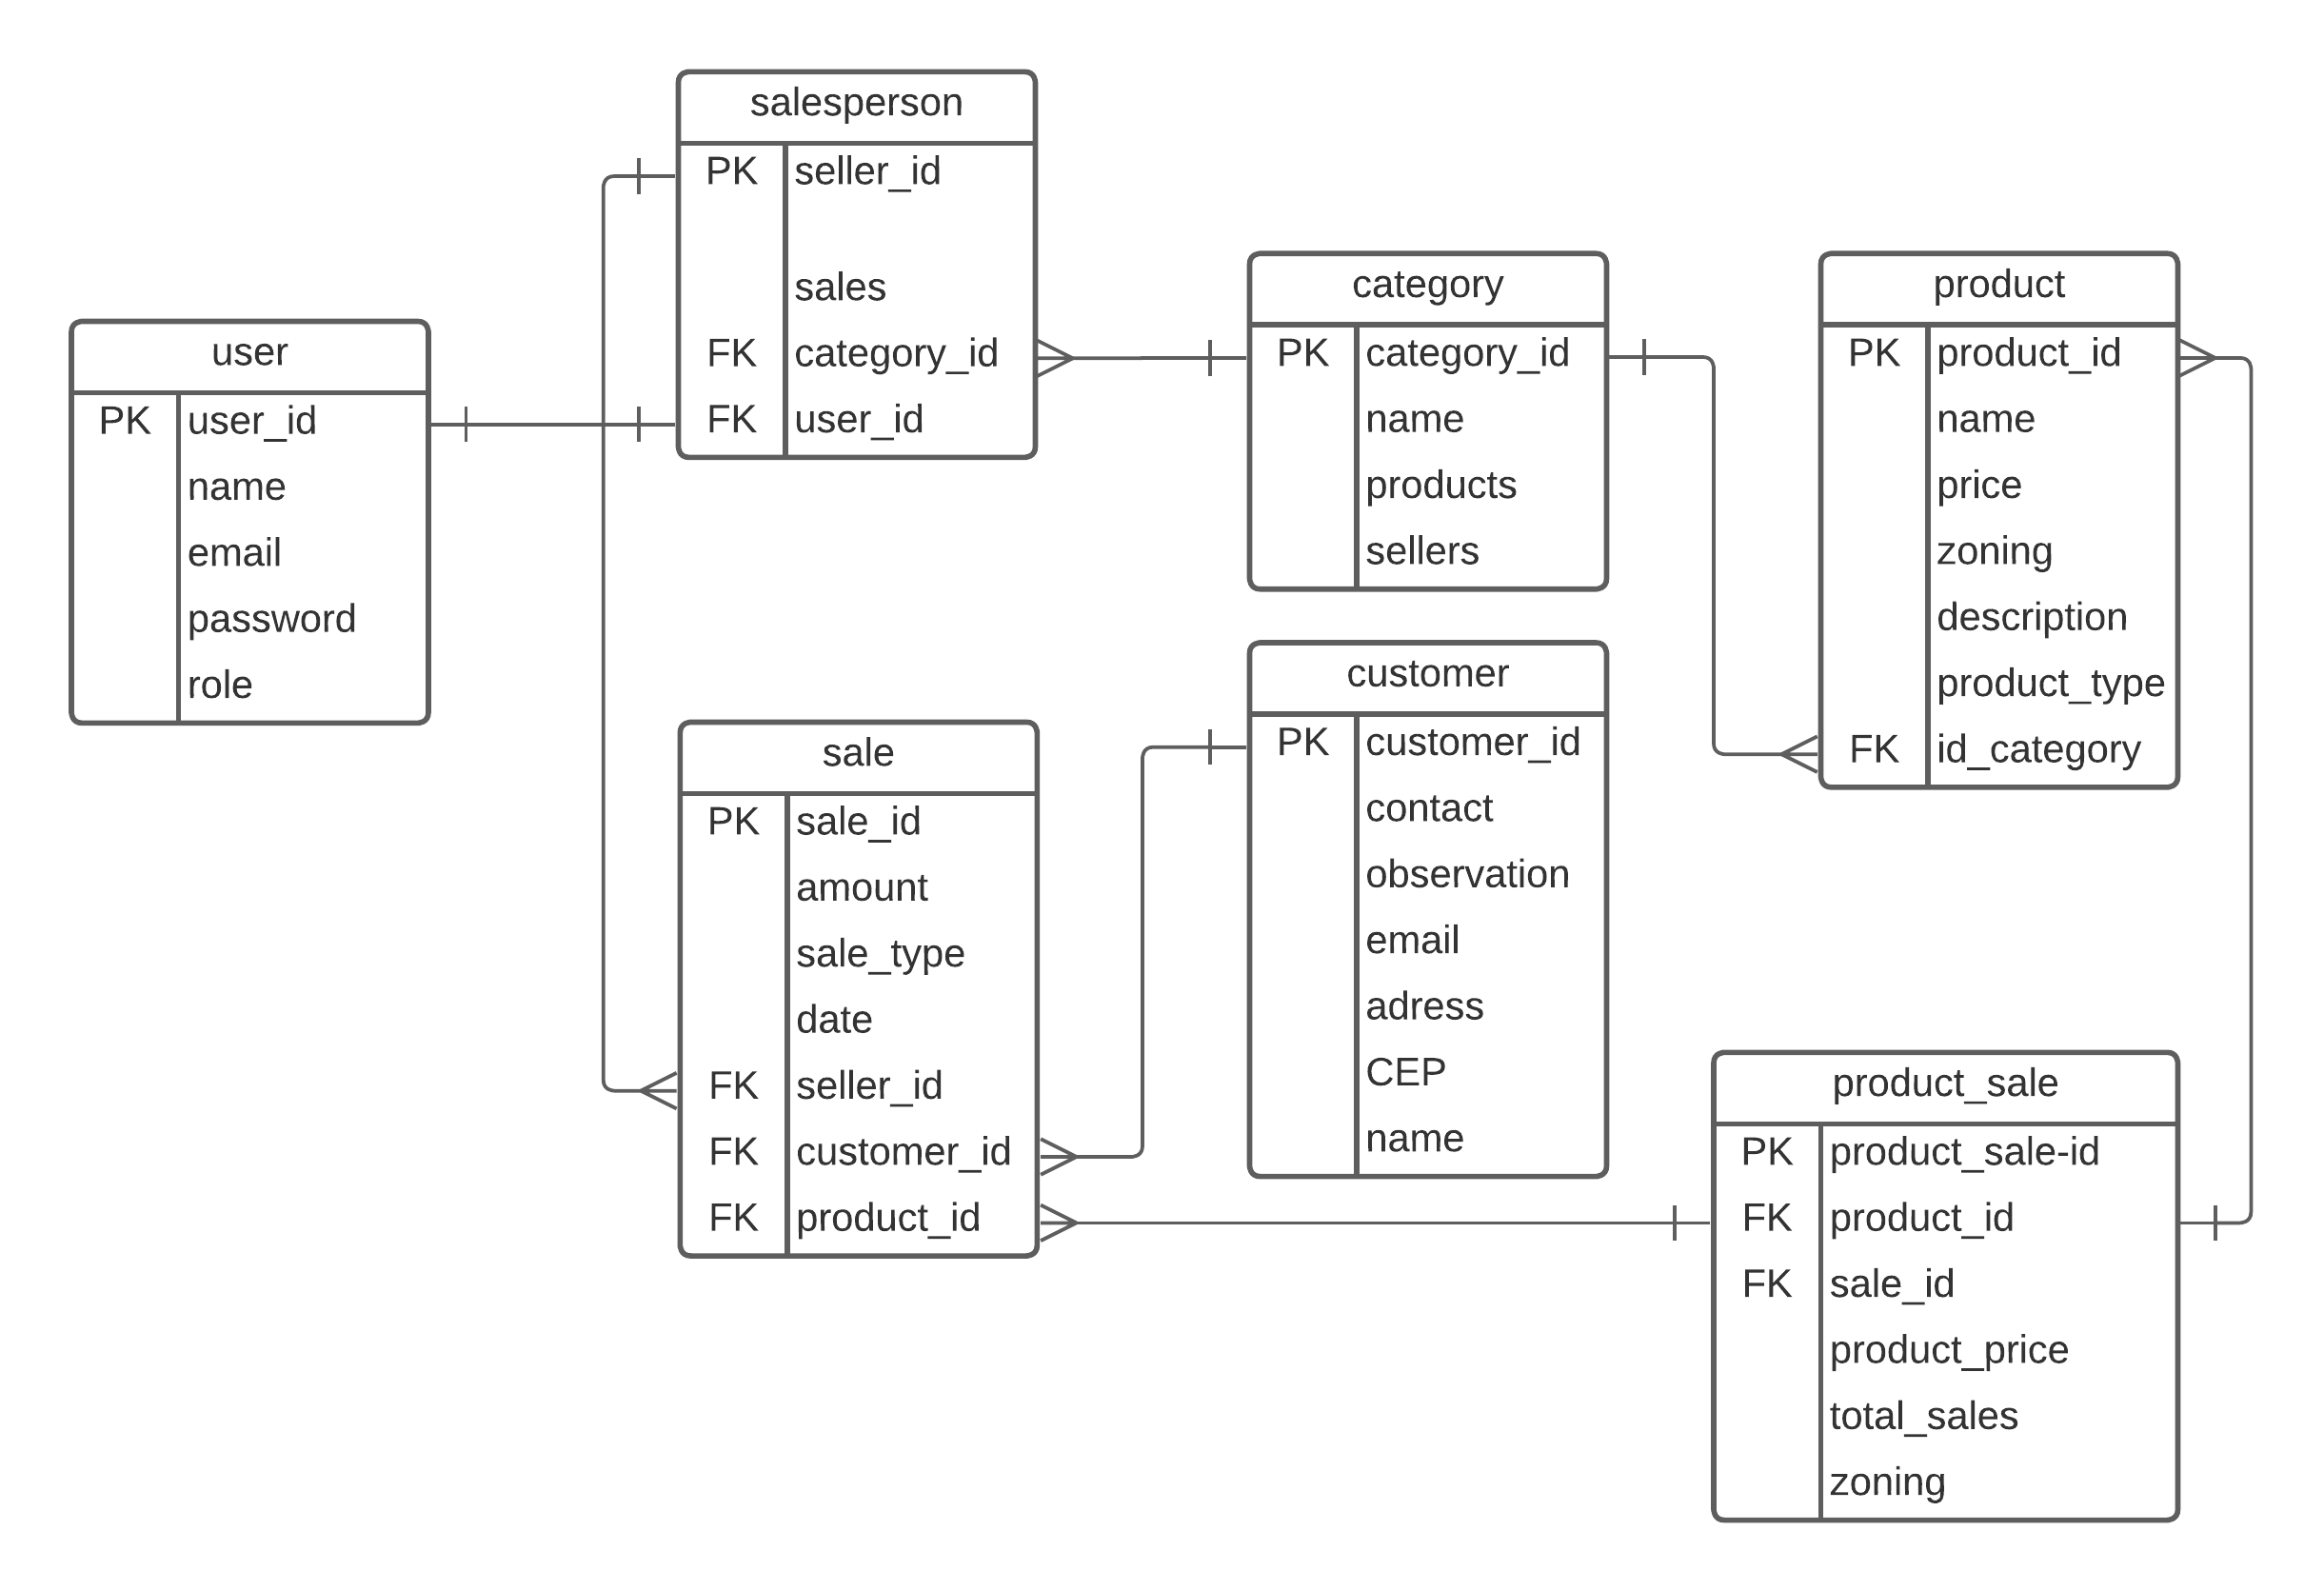 salesperson
PK seller_id
sales
FK category_id
FK user_id
user
PK user_id
name
email
password
role
category
PK category_id
name
products
sellers
product
PK product_id
name
price
zoning
description
product_type
FK id_category
sale
PK sale_id
amount
sale_type
date
FK seller_id
FK customer_id
FK product_id
customer
PK customer_id
contact
observation
email
adress
CEP
name
product_sale
PK product_sale-id
FK product_id
FK sale_id
product_price
total_sales
zoning